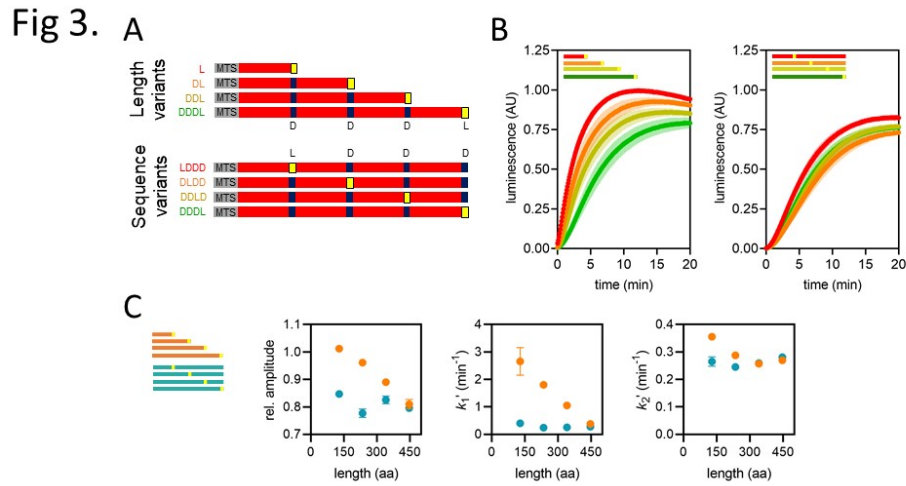 Fig 3.
A
Length variants
L MTS
DL MTS
DDL MTS
DDDL MTS
D D D L
Sequence variants
L D D D
LDDD MTS
DLDD MTS
DDLD MTS
DDDL MTS
B
luminescence (AU)
1.25
1.00
0.75
0.50
0.25
0.00
0 5 10 15 20
time (min)
luminescence (AU)
1.25
1.00
0.75
0.50
0.25
0.00
0 5 10 15 20
time (min)
C
rel. amplitude
1.1
1.0
0.9
0.8
0.7
0 150 300 450
length (aa)
k₁' (min⁻¹)
4
3
2
1
0
0 150 300 450
length (aa)
k₂' (min⁻¹)
0.4
0.3
0.2
0.1
0.0
0 150 300 450
length (aa)